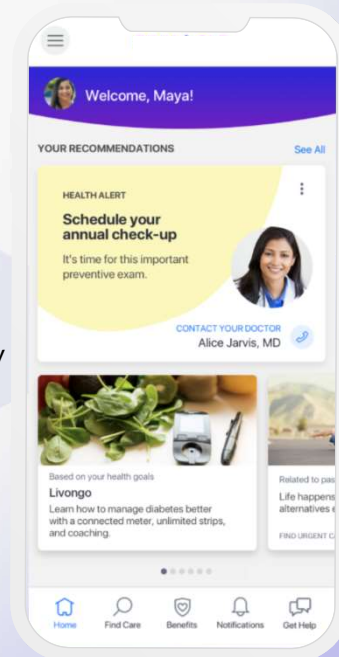 Welcome, Maya!
YOUR RECOMMENDATIONS
See All
HEALTH ALERT
Schedule your
annual check-up
It's time for this important
preventive exam.
CONTACT YOUR DOCTOR
Alice Jarvis, MD
Based on your health goals
Livongo
Learn how to manage diabetes better
with a connected meter, unlimited strips,
and coaching.
Related to
Life happens
alternatives
FIND URGENT
Home
Find Care
Benefits
Notifications
Get Help